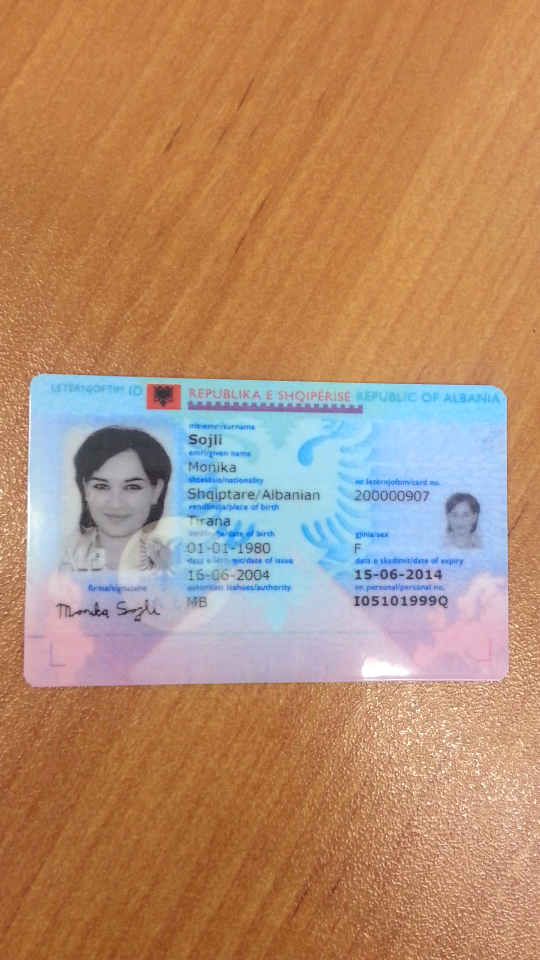 LETËRNJOFTIM ID REPUBLIKA E SHQIPËRISË REPUBLIC OF ALBANIA
mbiemri/surname
Sojli
emri/given name
Monika
shtetësia/nationality
Shqiptare/Albanian
nr. letërnjoftim/card no.
200000907
vendlindja/place of birth
Tirana
datëlindja/date of birth
01-01-1980
gjinia/sex
F
data e lëshimit/date of issue
16-06-2004
data e skadimit/date of expiry
15-06-2014
autoriteti lëshues/authority
MB
nr. personal/personal no.
I05101999Q
firma/signature
Monika Sojli
ALB